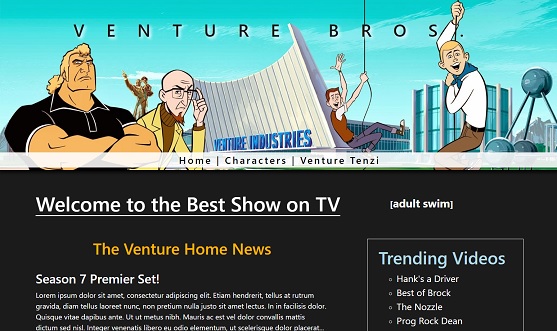 VENTURE BROS.
VENTURE INDUSTRIES
Home | Characters | Venture Tenzi
Welcome to the Best Show on TV
[adult swim]
The Venture Home News
Trending Videos
Season 7 Premier Set!
Hank's a Driver
Best of Brock
The Nozzle
Prog Rock Dean
Lorem ipsum dolor sit amet, consectetur adipiscing elit. Etiam hendrerit, tellus at rutrum
gravida, diam tellus laoreet nunc, non pretium nulla justo sit amet lectus. In in facilisis dolor.
Quisque vitae dapibus ante. Ut ut metus nibh. Mauris ac est vel dolor convallis mattis
dictum sed nisl. Integer venenatis libero eu odio elementum, ut scelerisque dolor placerat...